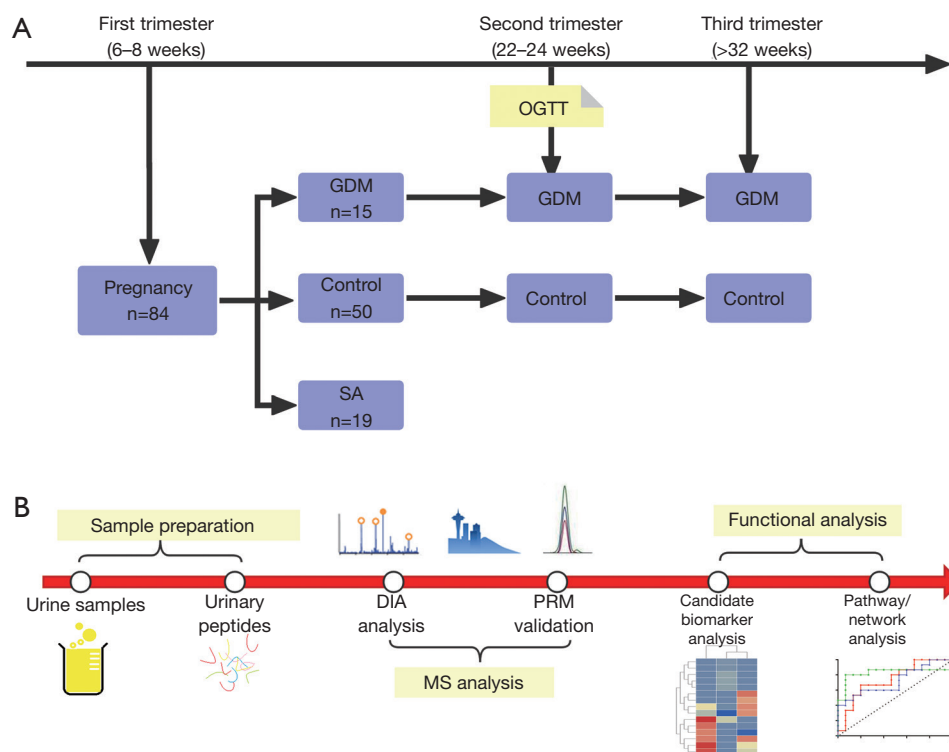 A
First trimester
(6–8 weeks)
Second trimester
(22–24 weeks)
Third trimester
(>32 weeks)
OGTT
GDM
n=15
GDM
GDM
Pregnancy
n=84
Control
n=50
Control
Control
SA
n=19
B
Sample preparation
Functional analysis
Urine samples
Urinary
peptides
DIA
analysis
PRM
validation
Candidate
biomarker
analysis
Pathway/
network
analysis
MS analysis